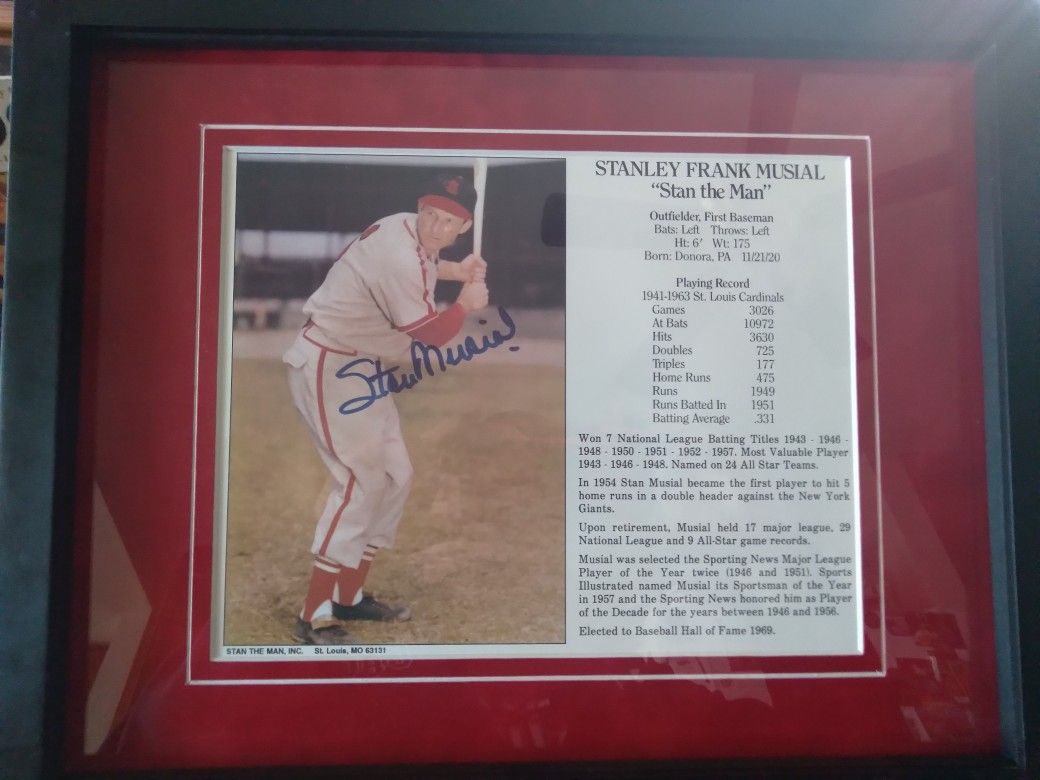 STANLEY FRANK MUSIAL
"Stan the Man"
Outfielder, First Baseman
Bats: Left Throws: Left
Ht: 6' Wt: 175
Born: Donora, PA 11/21/20
Playing Record
1941-1963 St. Louis Cardinals
Games 3026
At Bats 10972
Hits 3630
Doubles 725
Triples 177
Home Runs 475
Runs 1949
Runs Batted In 1951
Batting Average .331
Won 7 National League Batting Titles 1943 - 1946 -
1948 - 1950 - 1951 - 1952 - 1957. Most Valuable Player
1943 - 1946 - 1948. Named on 24 All Star Teams.
In 1954 Stan Musial became the first player to hit 5
home runs in a double header against the New York
Giants.
Upon retirement, Musial held 17 major league, 29
National League and 9 All-Star game records.
Musial was selected the Sporting News Major League
Player of the Year twice (1946 and 1951). Sports
Illustrated named Musial its Sportsman of the Year
in 1957 and the Sporting News honored him as Player
of the Decade for the years between 1946 and 1956.
Elected to Baseball Hall of Fame 1969.
Stan Musial
STAN THE MAN, INC. St. Louis, MO 63131